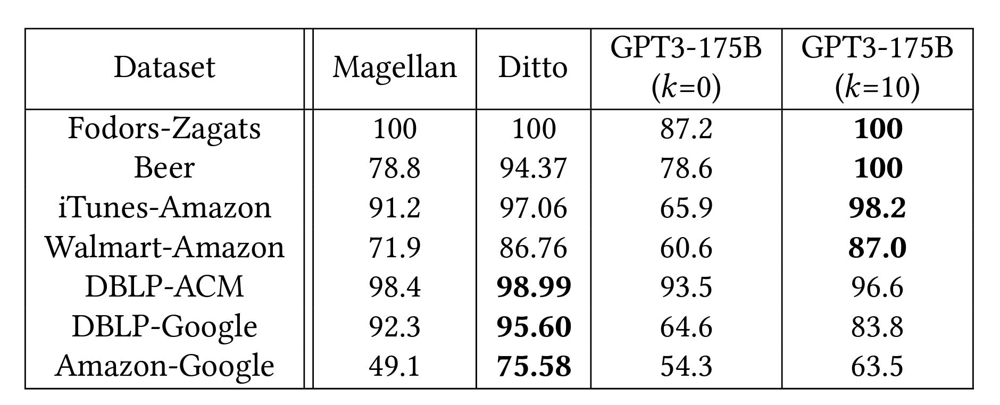 Dataset Magellan Ditto GPT3-175B (k=0) GPT3-175B (k=10)
Fodors-Zagats 100 100 87.2 100
Beer 78.8 94.37 78.6 100
iTunes-Amazon 91.2 97.06 65.9 98.2
Walmart-Amazon 71.9 86.76 60.6 87.0
DBLP-ACM 98.4 98.99 93.5 96.6
DBLP-Google 92.3 95.60 64.6 83.8
Amazon-Google 49.1 75.58 54.3 63.5